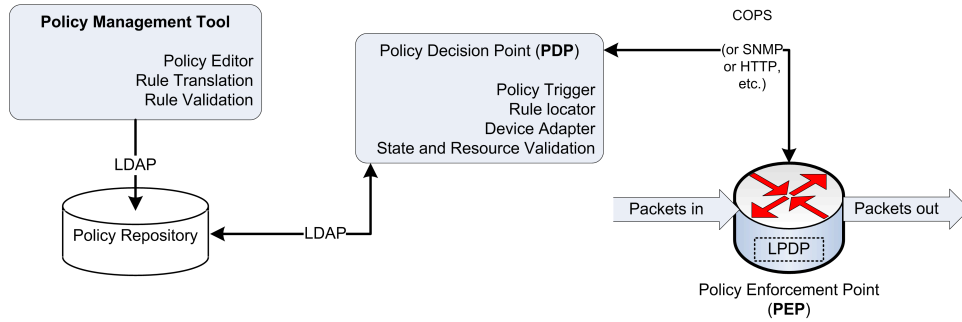 Policy Management Tool
Policy Editor
Rule Translation
Rule Validation
LDAP
Policy Repository
LDAP
Policy Decision Point (PDP)
Policy Trigger
Rule locator
Device Adapter
State and Resource Validation
COPS
(or SNMP
or HTTP,
etc.)
Packets in
Packets out
LPDP
Policy Enforcement Point
(PEP)